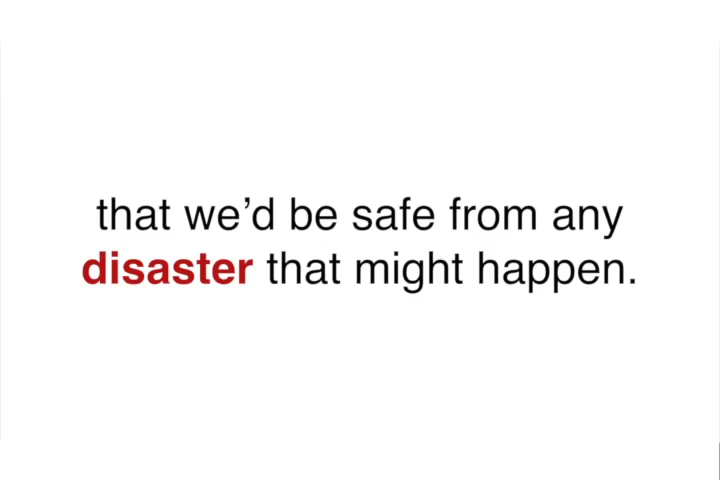 that we’d be safe from any
disaster that might happen.